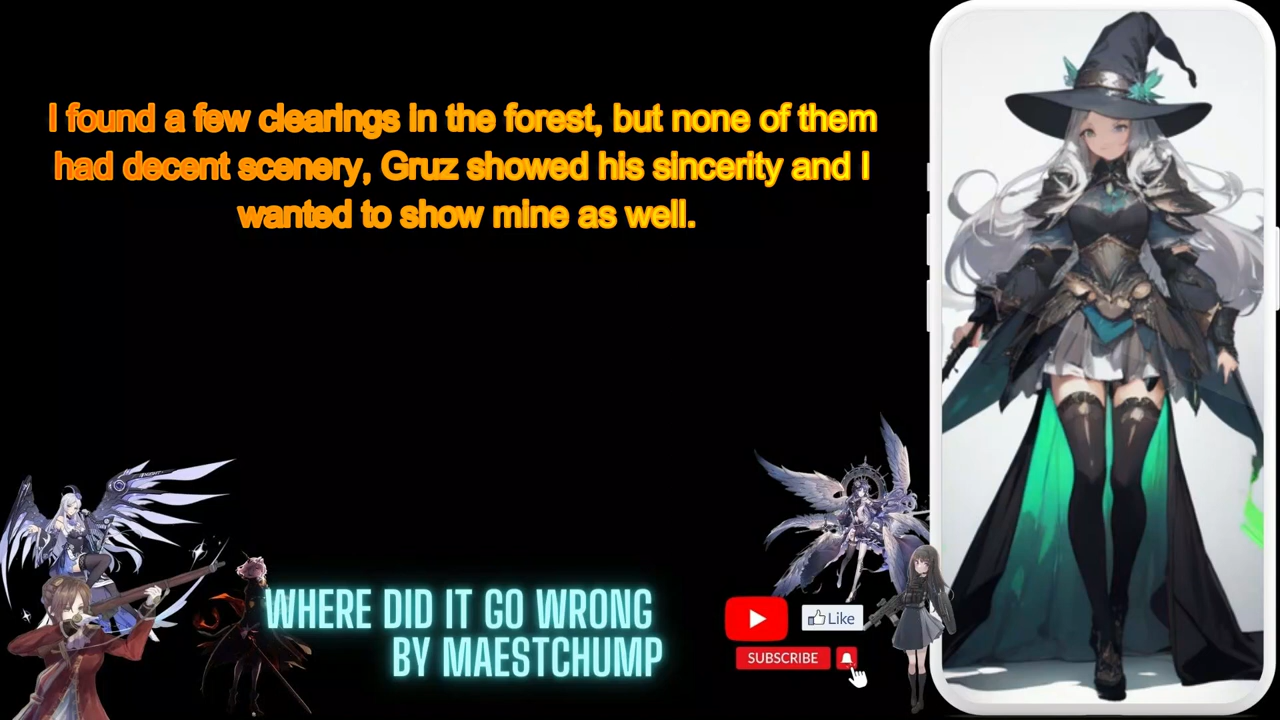 I found a few clearings in the forest, but none of them
had decent scenery, Gruz showed his sincerity and I
wanted to show mine as well.
WHERE DID IT GO WRONG
BY MAESTCHUMP
Like
SUBSCRIBE